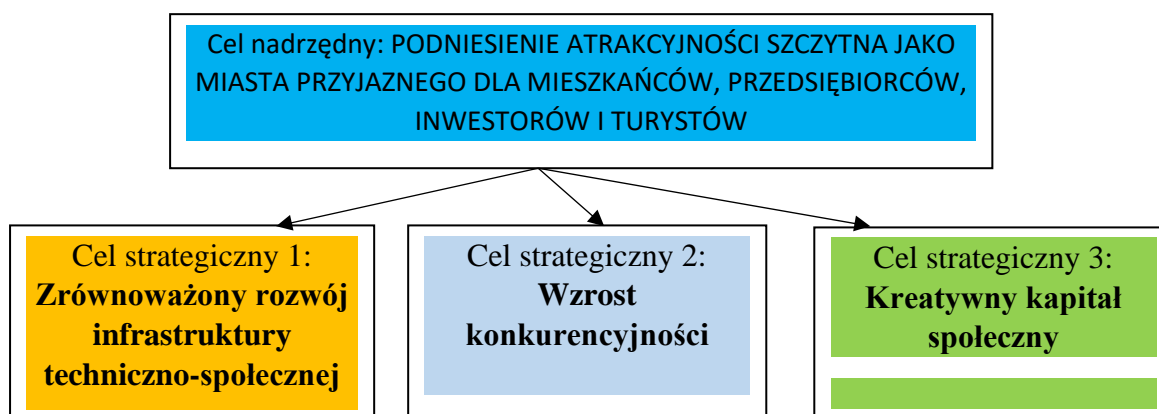 Cel nadrzędny: PODNIESIENIE ATRAKCYJNOŚCI SZCZYTNA JAKO
MIASTA PRZYJAZNEGO DLA MIESZKAŃCÓW, PRZEDSIĘBIORCÓW,
INWESTORÓW I TURYSTÓW
Cel strategiczny 1:
Zrównoważony rozwój
infrastruktury
techniczno-społecznej
Cel strategiczny 2:
Wzrost
konkurencyjności
Cel strategiczny 3:
Kreatywny kapitał
społeczny